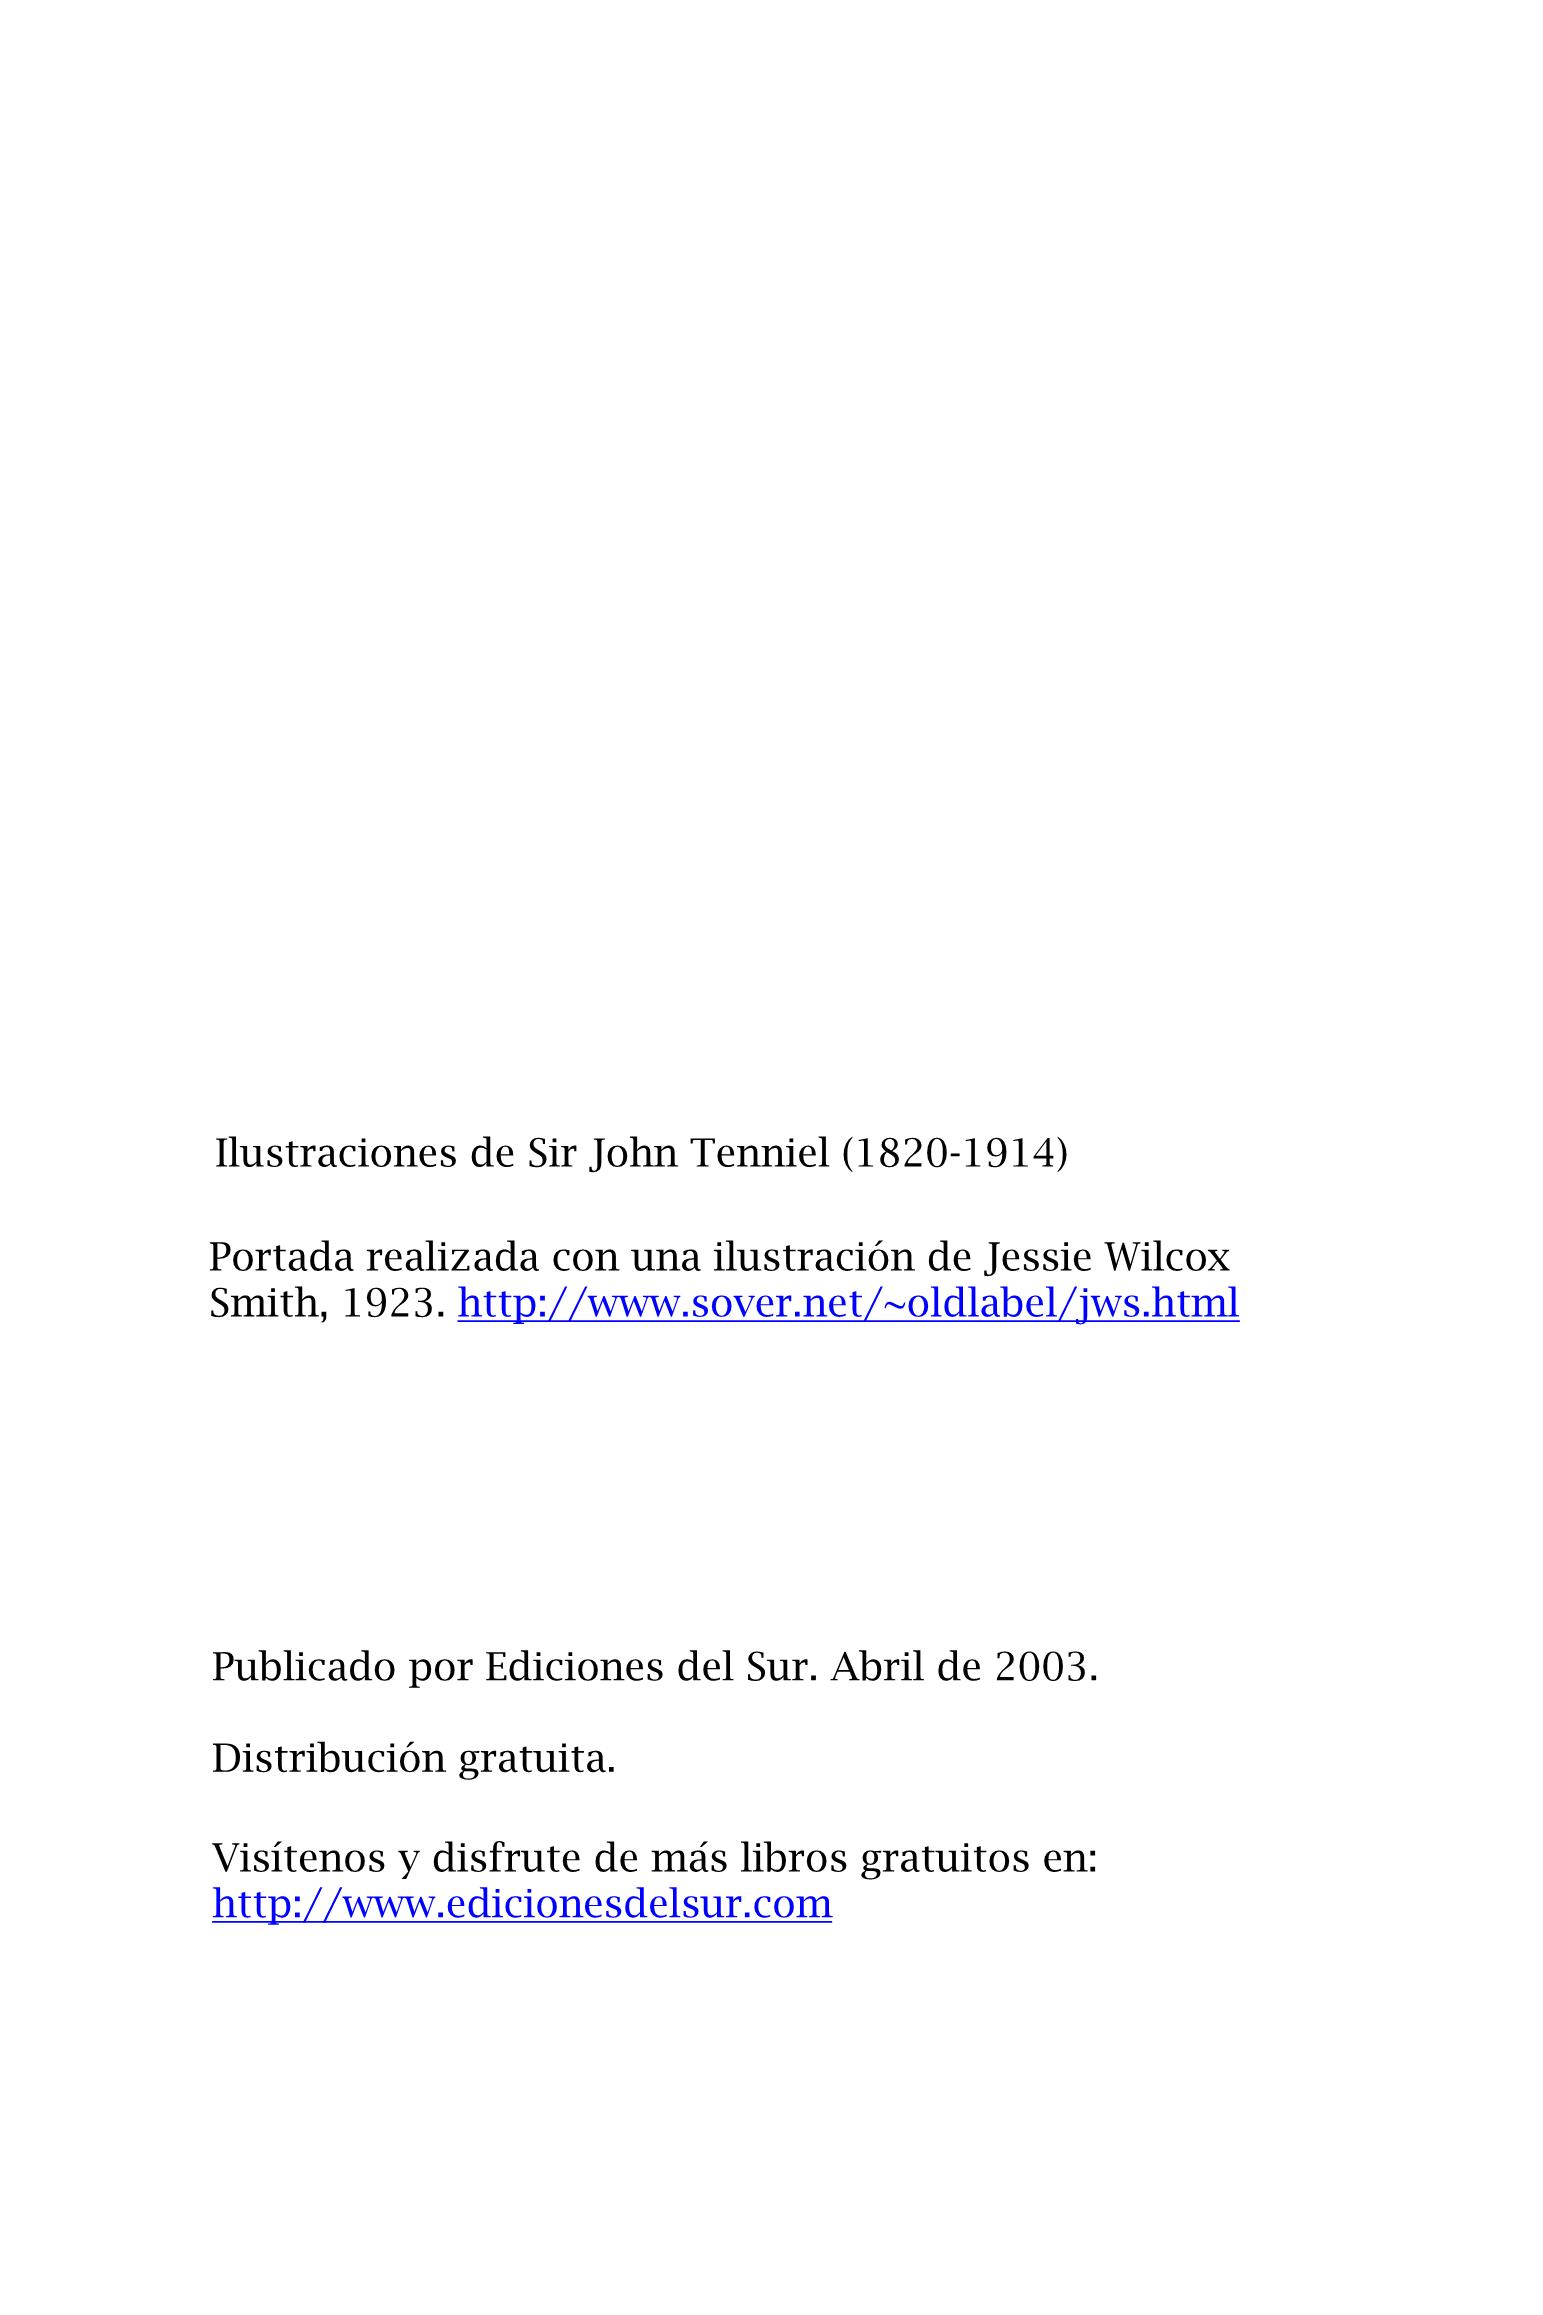 Ilustraciones de Sir John Tenniel (1820-1914)
Portada realizada con una ilustración de Jessie Wilcox
Smith, 1923. http://www.sover.net/~oldlabel/jws.html
Publicado por Ediciones del Sur. Abril de 2003.
Distribución gratuita.
Visítenos y disfrute de más libros gratuitos en:
http://www.edicionesdelsur.com